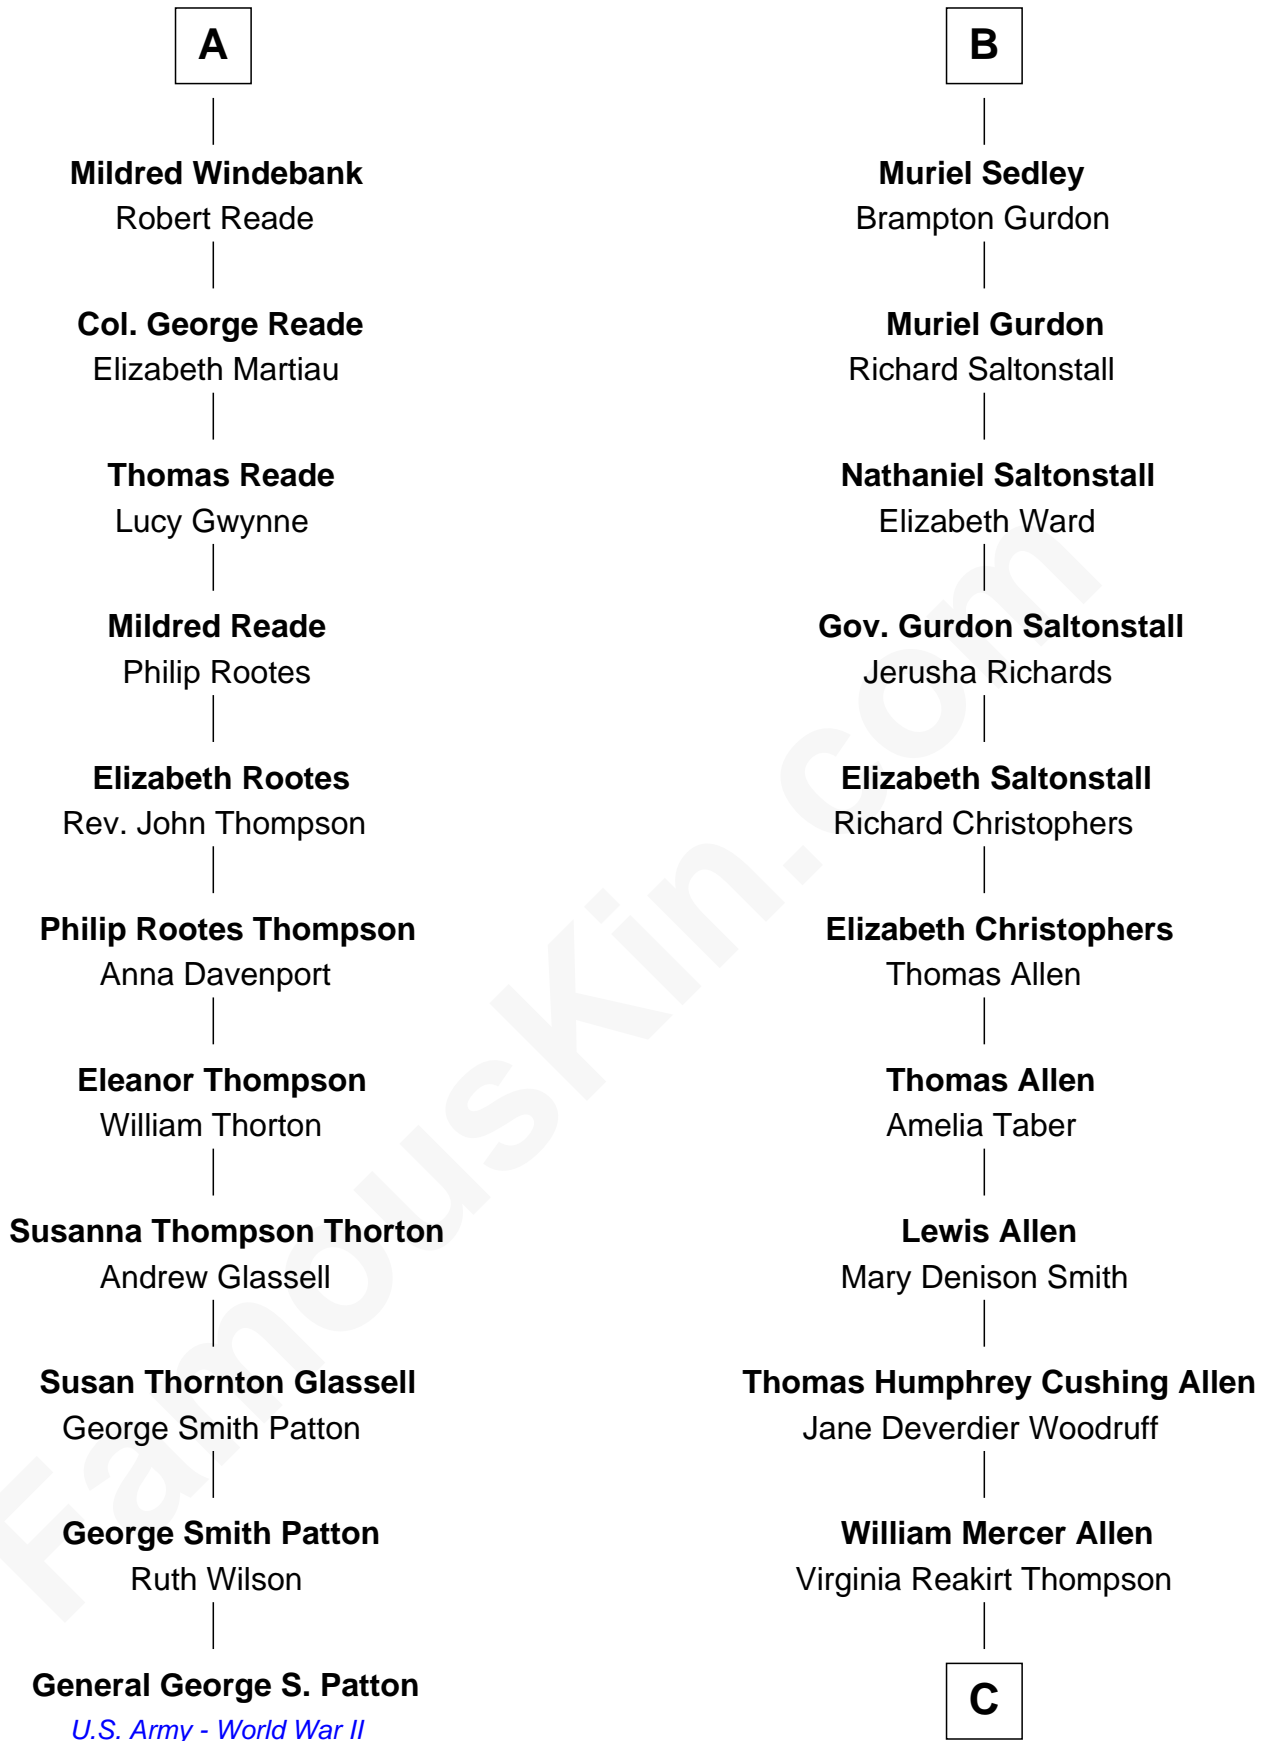 A
Mildred Windebank
Robert Reade
Col. George Reade
Elizabeth Martiau
Thomas Reade
Lucy Gwynne
Mildred Reade
Philip Rootes
Elizabeth Rootes
Rev. John Thompson
Philip Rootes Thompson
Anna Davenport
Eleanor Thompson
William Thorton
Susanna Thompson Thorton
Andrew Glassell
Susan Thornton Glassell
George Smith Patton
George Smith Patton
Ruth Wilson
General George S. Patton
U.S. Army - World War II
B
Muriel Sedley
Brampton Gurdon
Muriel Gurdon
Richard Saltonstall
Nathaniel Saltonstall
Elizabeth Ward
Gov. Gurdon Saltonstall
Jerusha Richards
Elizabeth Saltonstall
Richard Christophers
Elizabeth Christophers
Thomas Allen
Thomas Allen
Amelia Taber
Lewis Allen
Mary Denison Smith
Thomas Humphrey Cushing Allen
Jane Deverdier Woodruff
William Mercer Allen
Virginia Reakirt Thompson
C
FamousKin.com